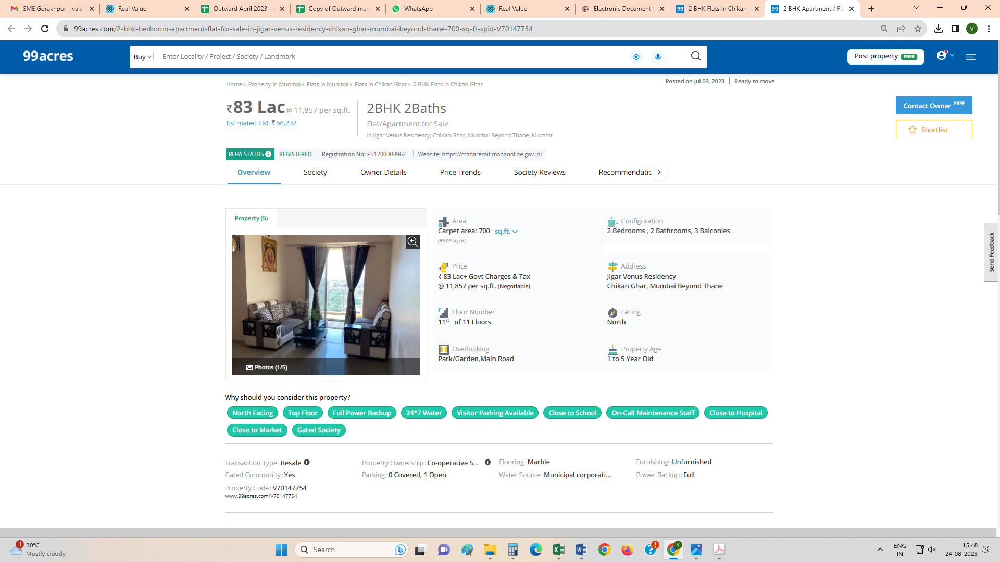 SME Gorakhpur - vaish
Real Value
Outward April 2023 - G
Copy of Outward marc
WhatsApp
Real Value
Electronic Document I
2 BHK Flats in Chikan G
2 BHK Apartment / Fla
99acres.com/2-bhk-bedroom-apartment-flat-for-sale-in-jigar-venus-residency-chikan-ghar-mumbai-beyond-thane-700-sq-ft-spid-V70147754
V
99acres
Buy
Enter Locality / Project / Society / Landmark
Post property FREE
Home › Property in Mumbai › Flats in Mumbai › Flats in Chikan Ghar › 2 BHK Flats in Chikan Ghar
Posted on Jul 09, 2023 | Ready to move
₹83 Lac @ 11,857 per sq.ft.
Estimated EMI ₹66,292
2BHK 2Baths
Flat/Apartment for Sale
in Jigar Venus Residency, Chikan Ghar, Mumbai Beyond Thane, Mumbai
Contact Owner FREE
Shortlist
RERA STATUS REGISTERED Registration No: P51700003962 Website: https://maharerait.mahaonline.gov.in/
Overview Society Owner Details Price Trends Society Reviews Recommendatic
Property (5)
Photos (1/5)
Area
Carpet area: 700 sq.ft.
(65.03 sq.m.)
Configuration
2 Bedrooms , 2 Bathrooms, 3 Balconies
Price
₹ 83 Lac+ Govt Charges & Tax
@ 11,857 per sq.ft. (Negotiable)
Address
Jigar Venus Residency
Chikan Ghar, Mumbai Beyond Thane
Floor Number
11st of 11 Floors
Facing
North
Overlooking
Park/Garden,Main Road
Property Age
1 to 5 Year Old
Send Feedback
Why should you consider this property?
North Facing Top Floor Full Power Backup 24*7 Water Visitor Parking Available Close to School On-Call Maintenance Staff Close to Hospital
Close to Market Gated Society
Transaction Type : Resale Property Ownership : Co-operative S... Flooring : Marble Furnishing : Unfurnished
Gated Community : Yes Parking : 0 Covered, 1 Open Water Source : Municipal corporati... Power Backup : Full
Property Code : V70147754
www.99acres.com/V70147754
1
30°C
Mostly cloudy
Search
V
ENG
IN
15:48
24-08-2023